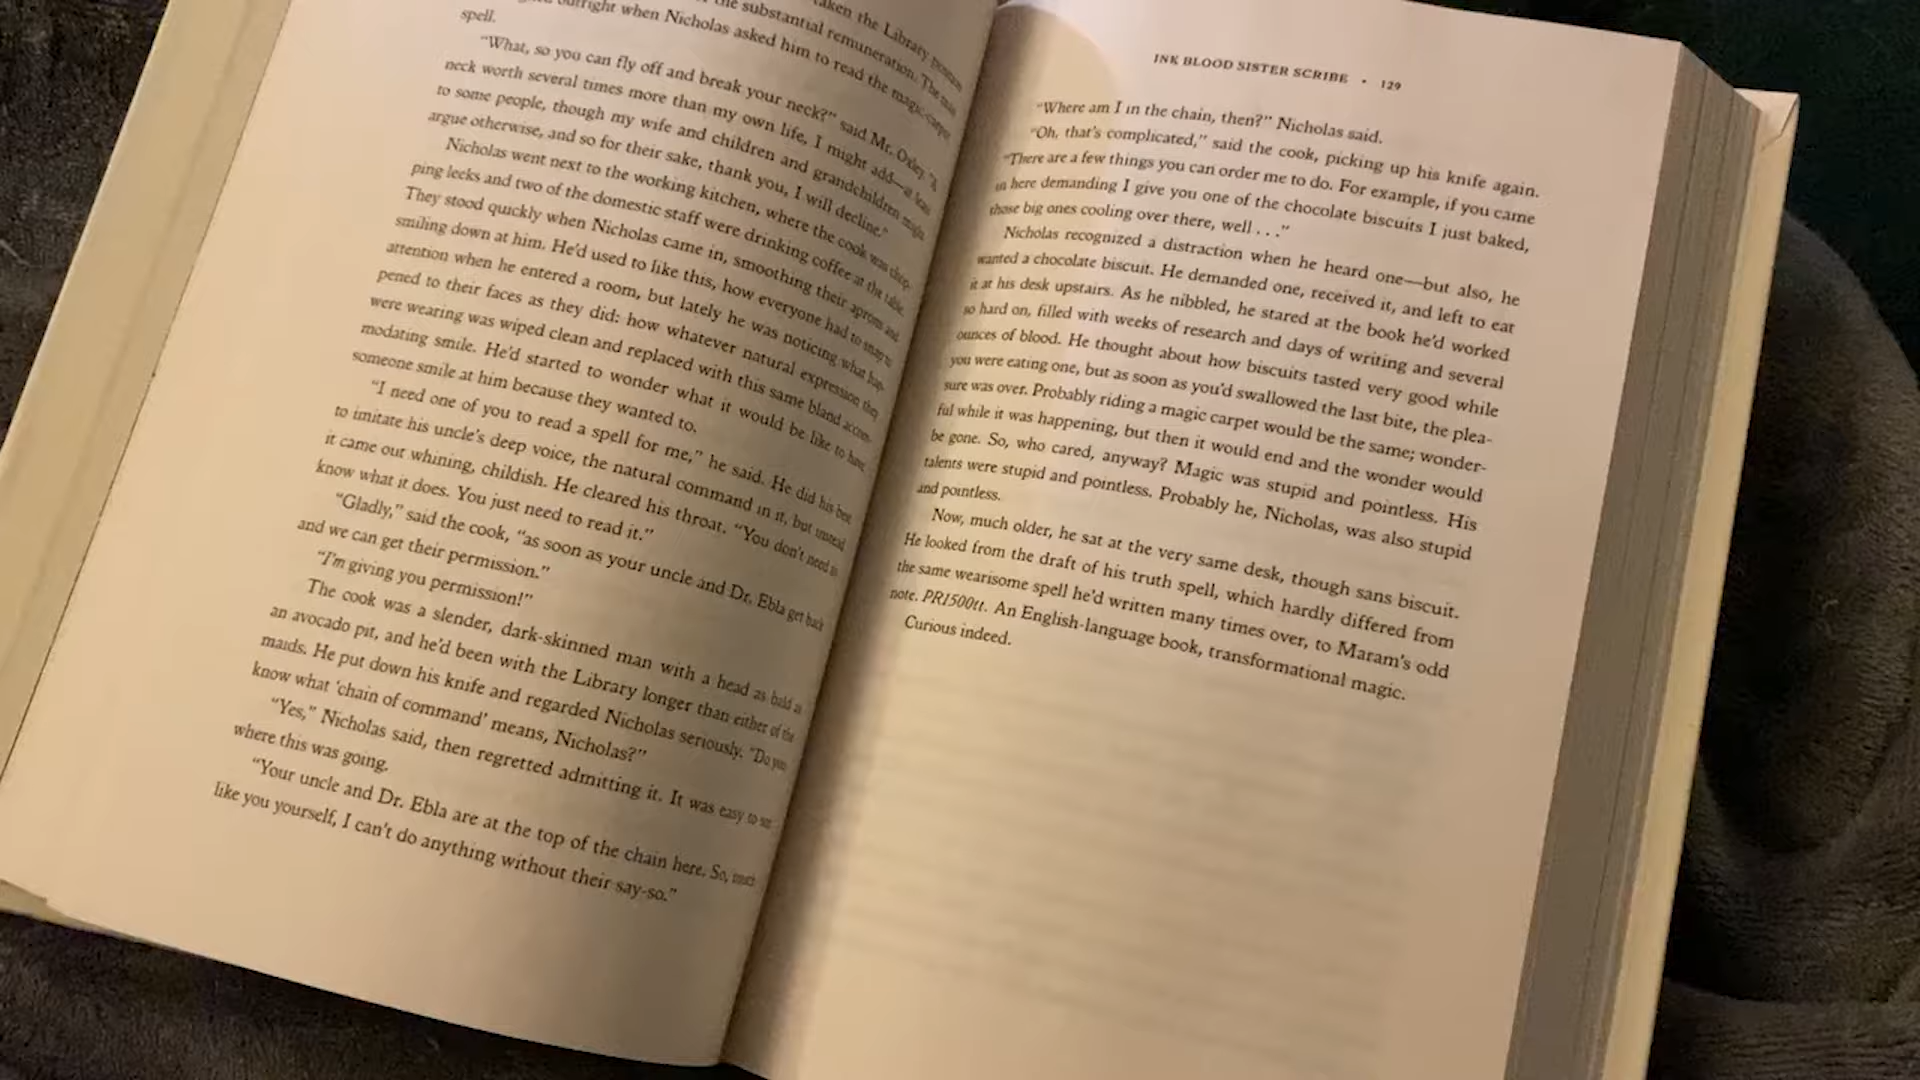 taken the Library position
the substantial remuneration. The man
outright when Nicholas asked him to read the magic-carpet
spell.
“What, so you can fly off and break your neck?” said Mr. Oxley. “A
neck worth several times more than my own life, I might add—at least
to some people, though my wife and children and grandchildren might
argue otherwise, and so for their sake, thank you, I will decline.”
Nicholas went next to the working kitchen, where the cook was chop-
ping leeks and two of the domestic staff were drinking coffee at the table.
They stood quickly when Nicholas came in, smoothing their aprons and
smiling down at him. He’d used to like this, how everyone had to snap to
attention when he entered a room, but lately he was noticing what hap-
pened to their faces as they did: how whatever natural expression they
were wearing was wiped clean and replaced with this same bland accom-
modating smile. He’d started to wonder what it would be like to have
someone smile at him because they wanted to.
“I need one of you to read a spell for me,” he said. He did his best
to imitate his uncle’s deep voice, the natural command in it, but instead
it came out whining, childish. He cleared his throat. “You don’t need to
know what it does. You just need to read it.”
“Gladly,” said the cook, “as soon as your uncle and Dr. Ebla get back
and we can get their permission.”
“I’m giving you permission!”
The cook was a slender, dark-skinned man with a head as bald as
an avocado pit, and he’d been with the Library longer than either of the
maids. He put down his knife and regarded Nicholas seriously. “Do you
know what ‘chain of command’ means, Nicholas?”
“Yes,” Nicholas said, then regretted admitting it. It was easy to see
where this was going.
“Your uncle and Dr. Ebla are at the top of the chain here. So, much
like you yourself, I can’t do anything without their say-so.”
INK BLOOD SISTER SCRIBE • 129
“Where am I in the chain, then?” Nicholas said.
“Oh, that’s complicated,” said the cook, picking up his knife again.
“There are a few things you can order me to do. For example, if you came
in here demanding I give you one of the chocolate biscuits I just baked,
those big ones cooling over there, well . . .”
Nicholas recognized a distraction when he heard one—but also, he
wanted a chocolate biscuit. He demanded one, received it, and left to eat
it at his desk upstairs. As he nibbled, he stared at the book he’d worked
so hard on, filled with weeks of research and days of writing and several
ounces of blood. He thought about how biscuits tasted very good while
you were eating one, but as soon as you’d swallowed the last bite, the plea-
sure was over. Probably riding a magic carpet would be the same; wonder-
ful while it was happening, but then it would end and the wonder would
be gone. So, who cared, anyway? Magic was stupid and pointless. His
talents were stupid and pointless. Probably he, Nicholas, was also stupid
and pointless.
Now, much older, he sat at the very same desk, though sans biscuit.
He looked from the draft of his truth spell, which hardly differed from
the same wearisome spell he’d written many times over, to Maram’s odd
note. PR1500tt. An English-language book, transformational magic.
Curious indeed.